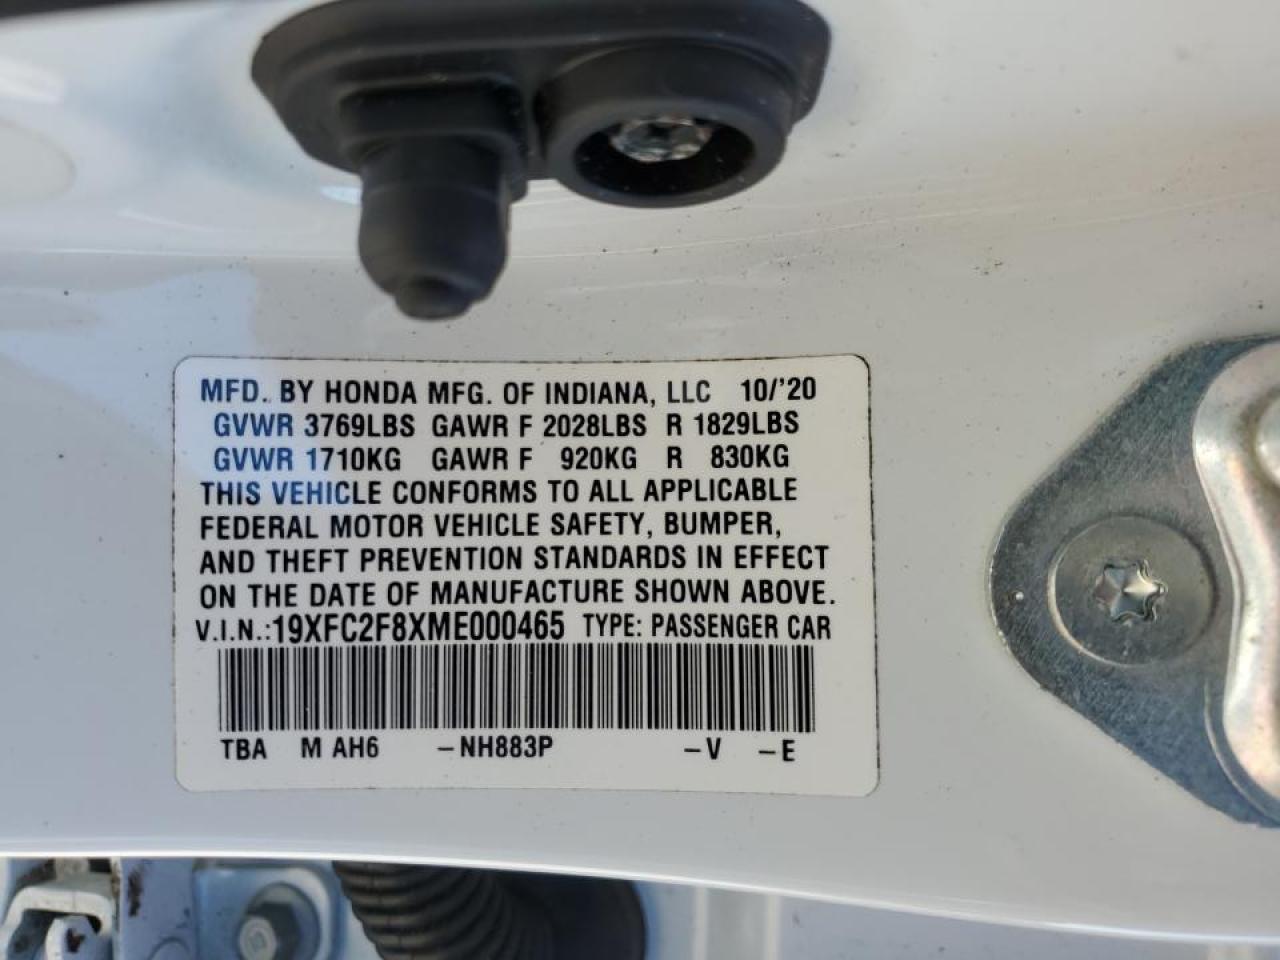 MFD. BY HONDA MFG. OF INDIANA, LLC 10/'20
GVWR 3769LBS GAWR F 2028LBS R 1829LBS
GVWR 1710KG GAWR F 920KG R 830KG
THIS VEHICLE CONFORMS TO ALL APPLICABLE
FEDERAL MOTOR VEHICLE SAFETY, BUMPER,
AND THEFT PREVENTION STANDARDS IN EFFECT
ON THE DATE OF MANUFACTURE SHOWN ABOVE.
V.I.N.:19XFC2F8XME000465 TYPE: PASSENGER CAR
TBA M AH6 –NH883P –V –E